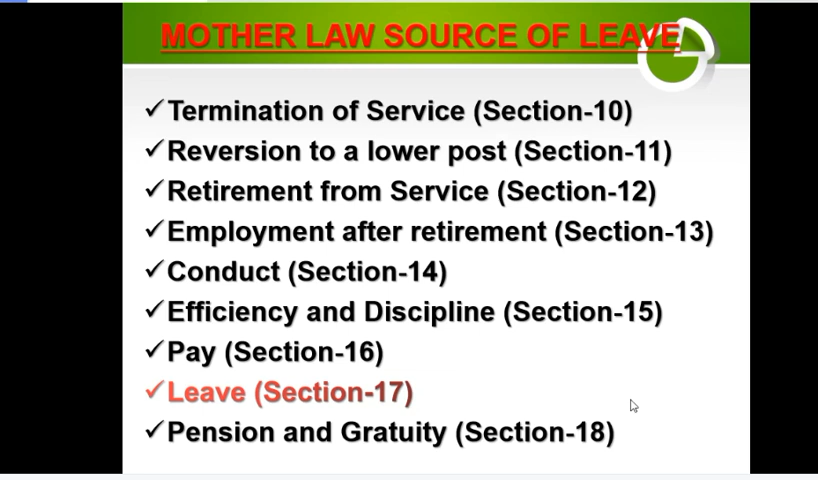 MOTHER LAW SOURCE OF LEAVE
✓Termination of Service (Section-10)
✓Reversion to a lower post (Section-11)
✓Retirement from Service (Section-12)
✓Employment after retirement (Section-13)
✓Conduct (Section-14)
✓Efficiency and Discipline (Section-15)
✓Pay (Section-16)
✓Leave (Section-17)
✓Pension and Gratuity (Section-18)